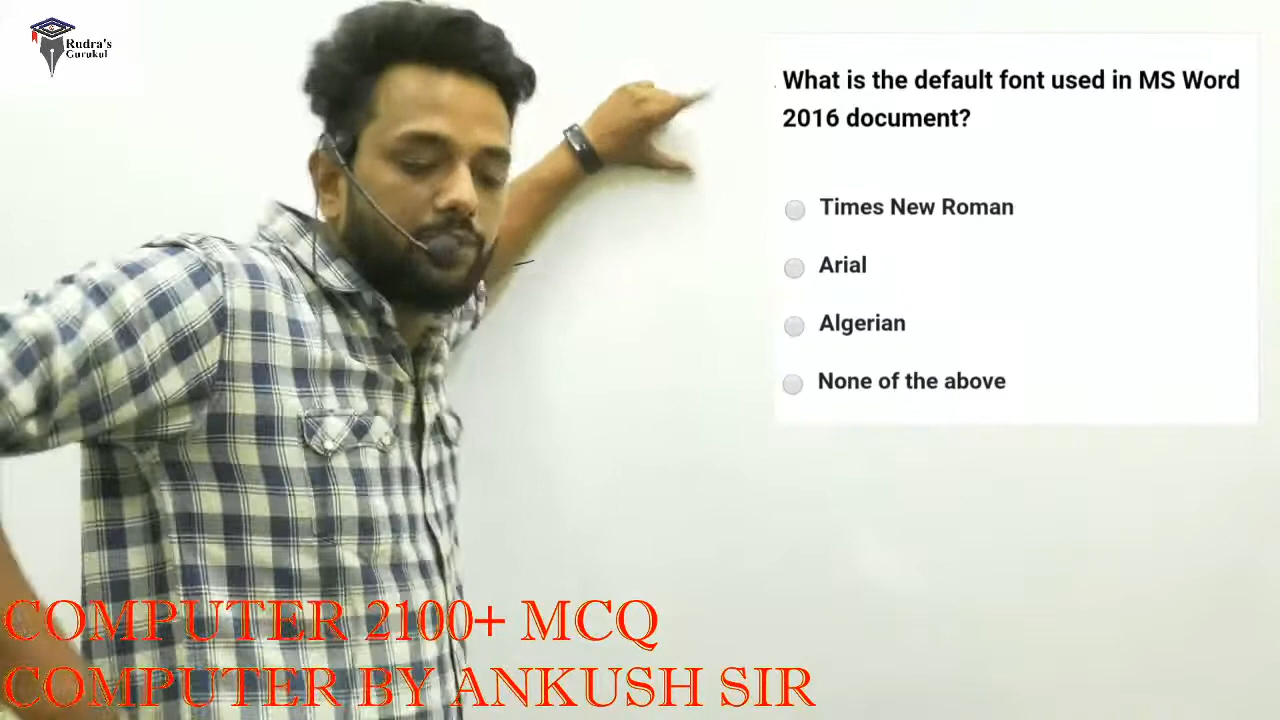 Rudra's
Gurukul
What is the default font used in MS Word
2016 document?
Times New Roman
Arial
Algerian
None of the above
COMPUTER 2100+ MCQ
COMPUTER BY ANKUSH SIR